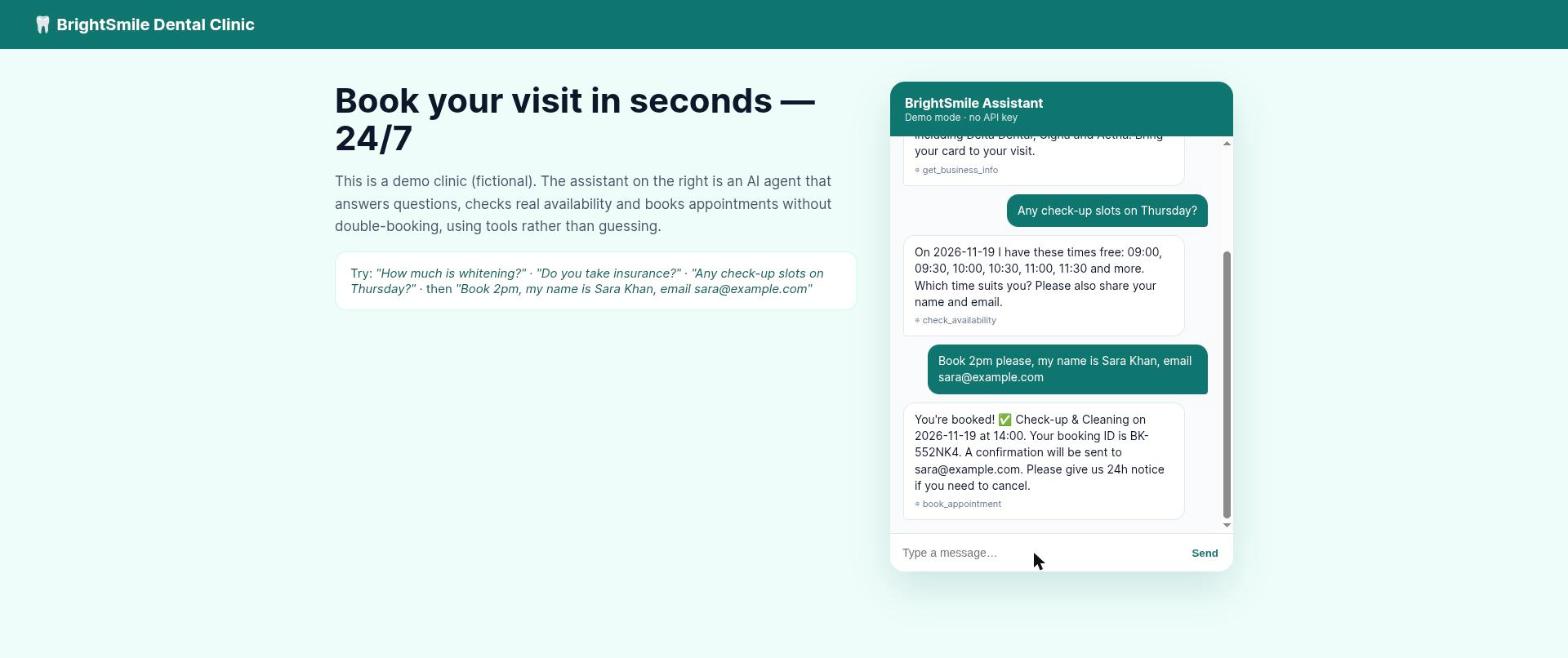 🦷 BrightSmile Dental Clinic
Book your visit in seconds —
24/7
This is a demo clinic (fictional). The assistant on the right is an AI agent that
answers questions, checks real availability and books appointments without
double-booking, using tools rather than guessing.
Try: "How much is whitening?" · "Do you take insurance?" · "Any check-up slots on
Thursday?" · then "Book 2pm, my name is Sara Khan, email sara@example.com"
BrightSmile Assistant
Demo mode · no API key
including Delta Dental, Cigna and Aetna. Bring
your card to your visit.
get_business_info
Any check-up slots on Thursday?
On 2026-11-19 I have these times free: 09:00,
09:30, 10:00, 10:30, 11:00, 11:30 and more.
Which time suits you? Please also share your
name and email.
check_availability
Book 2pm please, my name is Sara Khan, email
sara@example.com
You're booked! ✅ Check-up & Cleaning on
2026-11-19 at 14:00. Your booking ID is BK-
552NK4. A confirmation will be sent to
sara@example.com. Please give us 24h notice
if you need to cancel.
book_appointment
Type a message…
Send